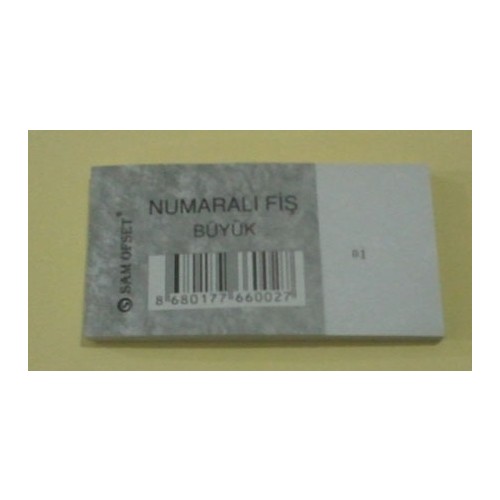 NUMARALI FİŞ
BÜYÜK
8 680177 660027
SAM OFSET®
01